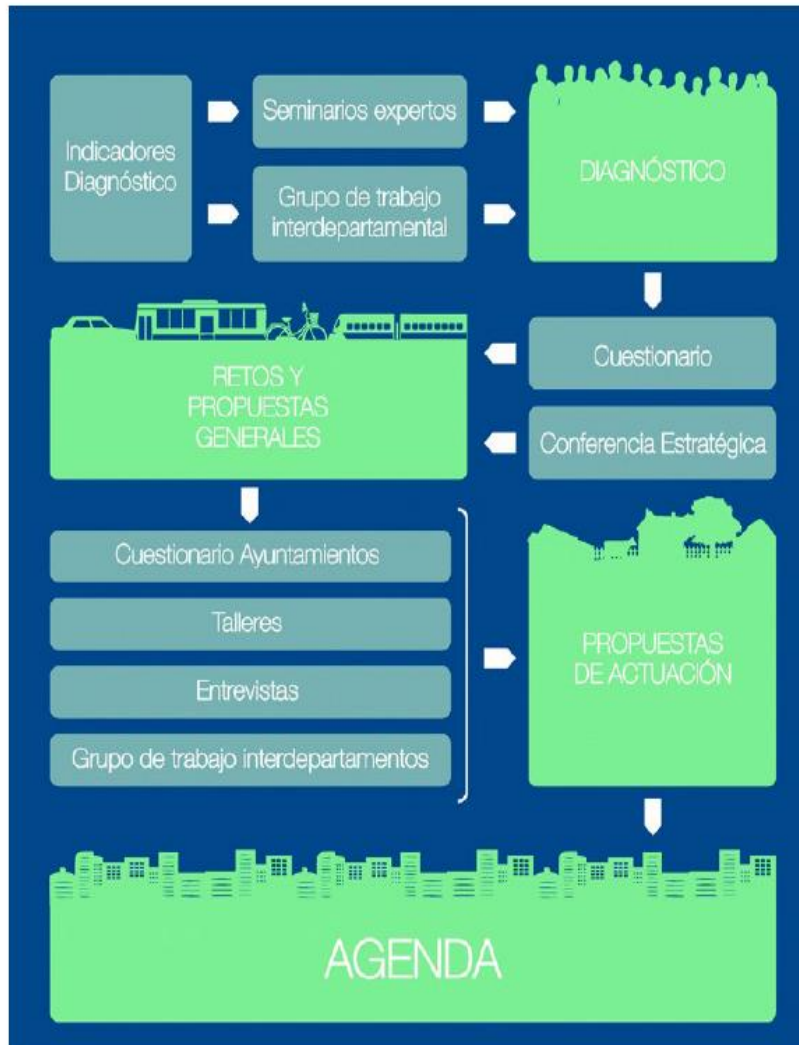 Indicadores
Diagnóstico
Seminarios expertos
Grupo de trabajo
interdepartamental
DIAGNÓSTICO
Cuestionario
Conferencia Estratégica
RETOS Y
PROPUESTAS
GENERALES
Cuestionario Ayuntamientos
Talleres
Entrevistas
Grupo de trabajo interdepartamentos
PROPUESTAS
DE ACTUACIÓN
AGENDA